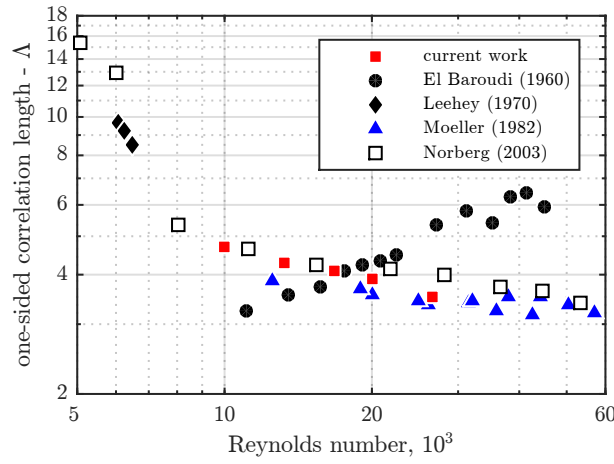 one-sided correlation length - Λ
18
16
14
12
10
8
6
4
2
current work
El Baroudi (1960)
Leehey (1970)
Moeller (1982)
Norberg (2003)
5
10
20
60
Reynolds number, 10³